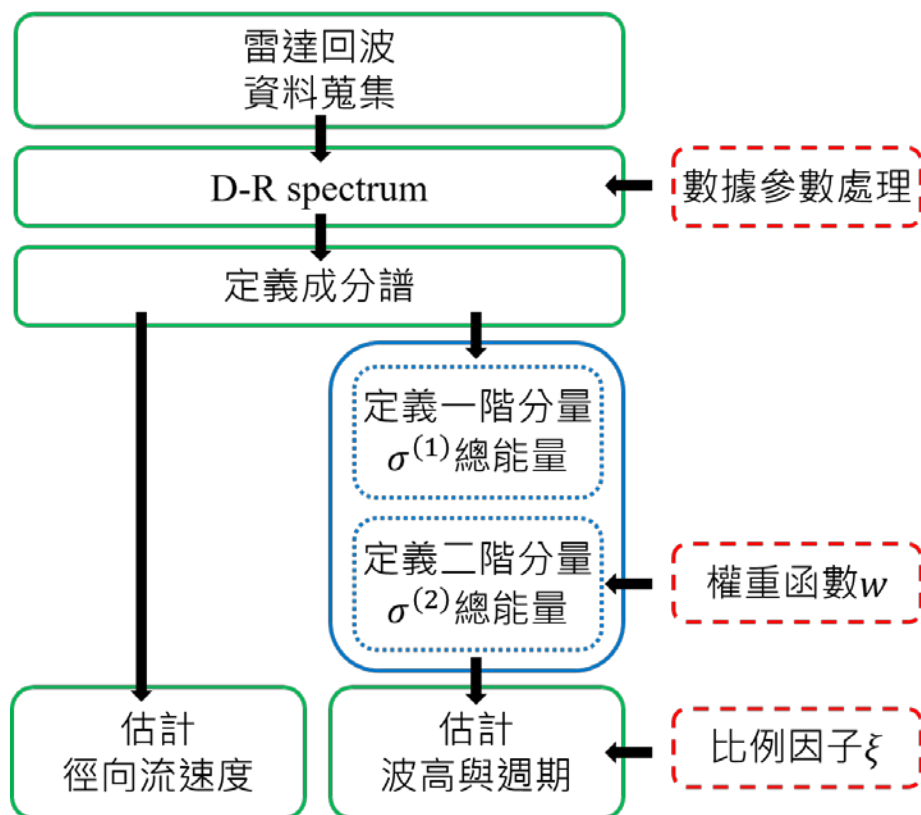 雷達回波
資料蒐集
D-R spectrum
數據參數處理
定義成分譜
定義一階分量
σ⁽¹⁾總能量
定義二階分量
σ⁽²⁾總能量
權重函數w
估計
徑向流速度
估計
波高與週期
比例因子ξ